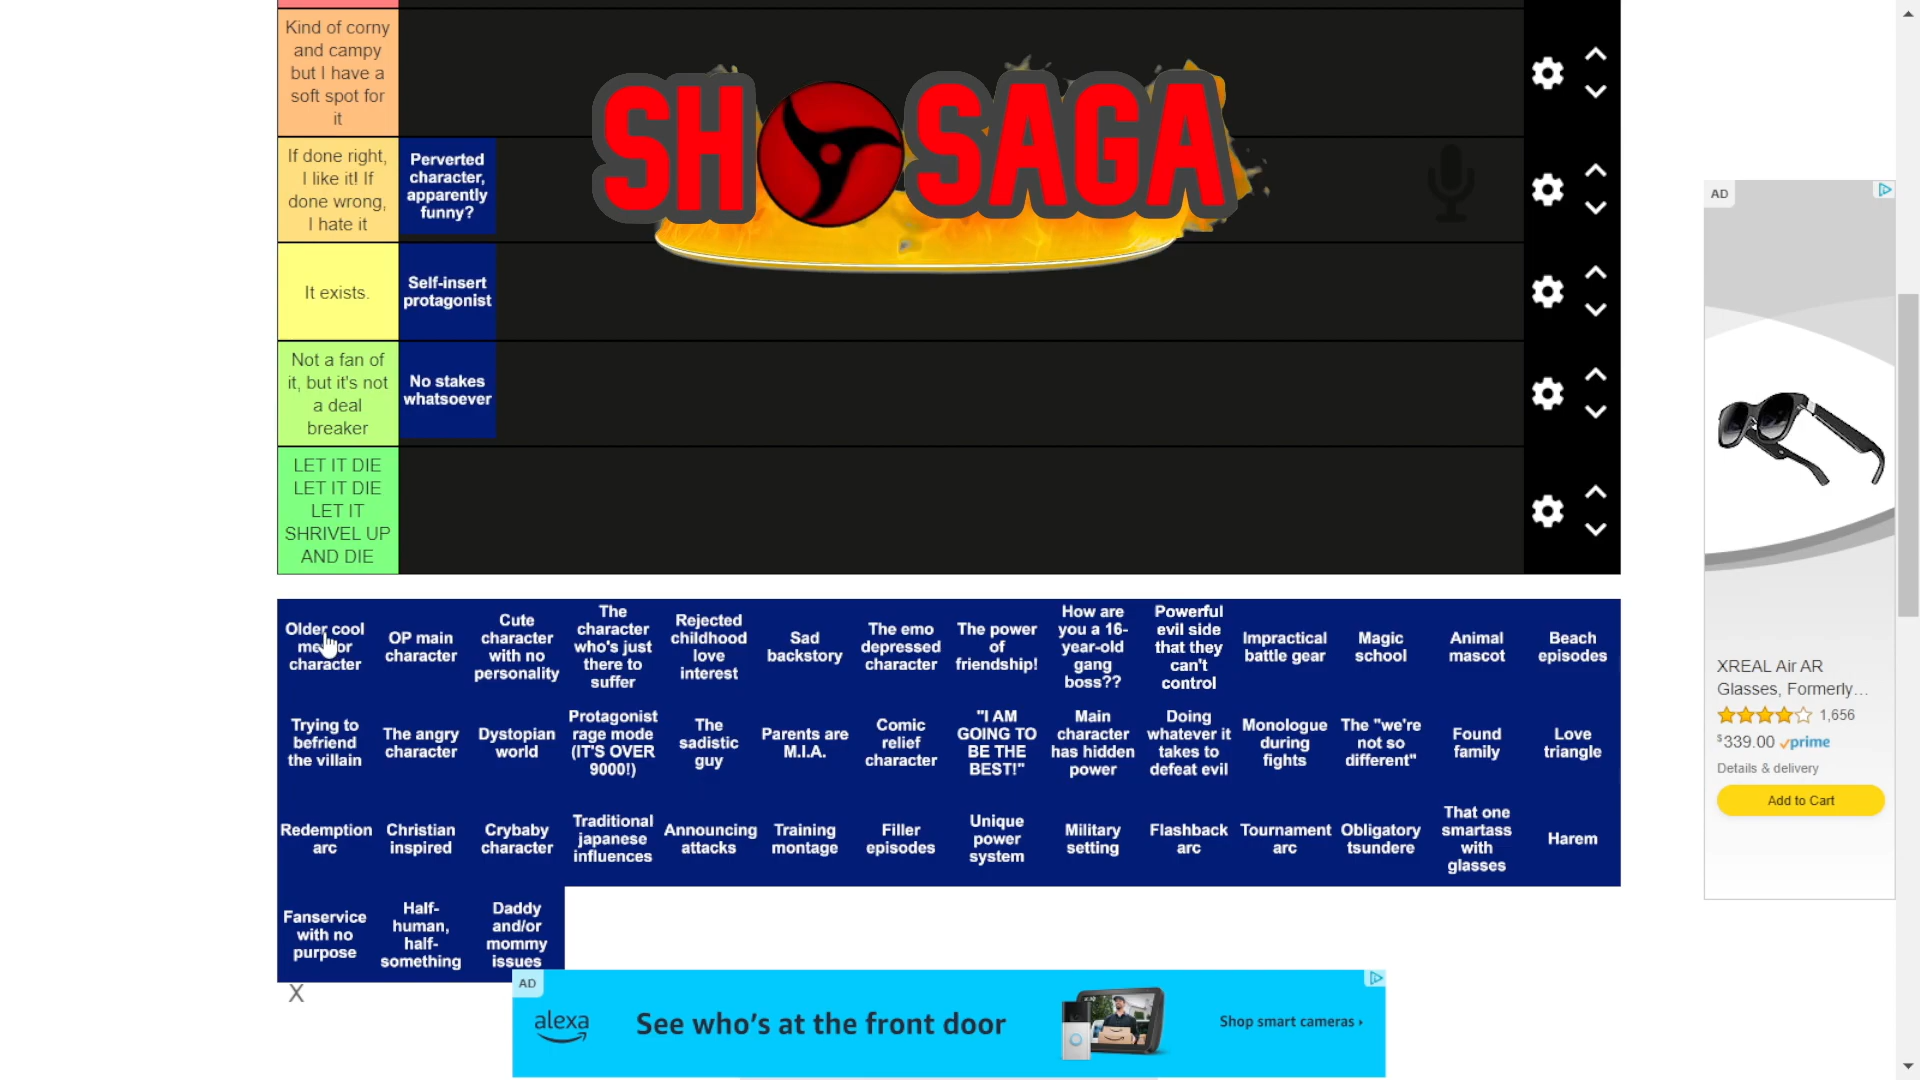 Kind of corny
and campy
but I have a
soft spot for
it
SH SAGA
If done right,
I like it! If
done wrong,
I hate it
Perverted
character,
apparently
funny?
It exists.
Self-insert
protagonist
Not a fan of
it, but it's not
a deal
breaker
No stakes
whatsoever
LET IT DIE
LET IT DIE
LET IT
SHRIVEL UP
AND DIE
Older cool
mentor
character
OP main
character
Cute
character
with no
personality
The
character
who's just
there to
suffer
Rejected
childhood
love
interest
Sad
backstory
The emo
depressed
character
The power
of
friendship!
How are
you a 16-
year-old
gang
boss??
Powerful
evil side
that they
can't
control
Impractical
battle gear
Magic
school
Animal
mascot
Beach
episodes
Trying to
befriend
the villain
The angry
character
Dystopian
world
Protagonist
rage mode
(IT'S OVER
9000!)
The
sadistic
guy
Parents are
M.I.A.
Comic
relief
character
"I AM
GOING TO
BE THE
BEST!"
Main
character
has hidden
power
Doing
whatever it
takes to
defeat evil
Monologue
during
fights
The "we're
not so
different"
Found
family
Love
triangle
Redemption
arc
Christian
inspired
Crybaby
character
Traditional
japanese
influences
Announcing
attacks
Training
montage
Filler
episodes
Unique
power
system
Military
setting
Flashback
arc
Tournament
arc
Obligatory
tsundere
That one
smartass
with
glasses
Harem
Fanservice
with no
purpose
Half-
human,
half-
something
Daddy
and/or
mommy
issues
X
AD
alexa
See who's at the front door
Shop smart cameras ›
AD
XREAL Air AR
Glasses, Formerly...
1,656
$339.00 prime
Details & delivery
Add to Cart